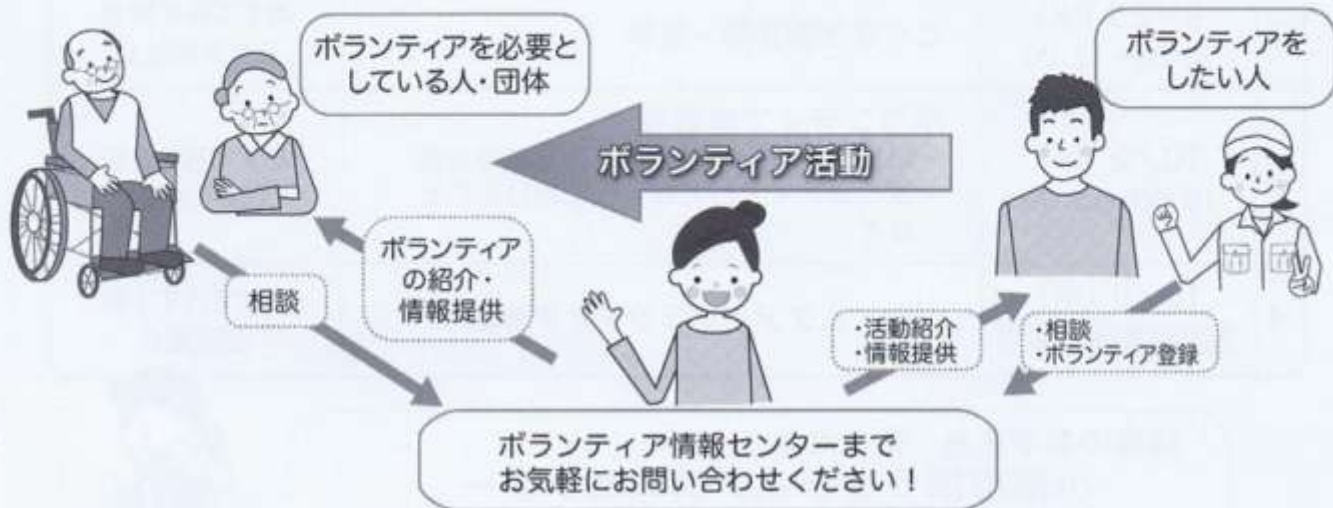 ボランティアを必要と
している人・団体
ボランティアを
したい人
ボランティア活動
相談
ボランティア
の紹介・
情報提供
・活動紹介
・情報提供
・相談
・ボランティア登録
ボランティア情報センターまで
お気軽にお問い合わせください！